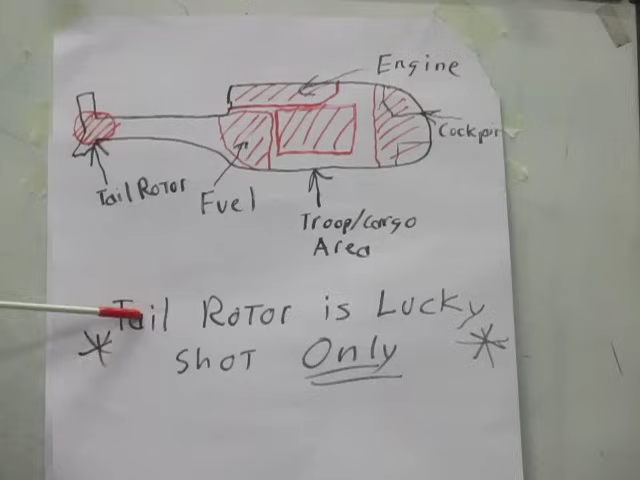 Engine
Cockpit
Tail Rotor
Fuel
Troop/Cargo
Area
Tail Rotor is Lucky
* Shot Only *